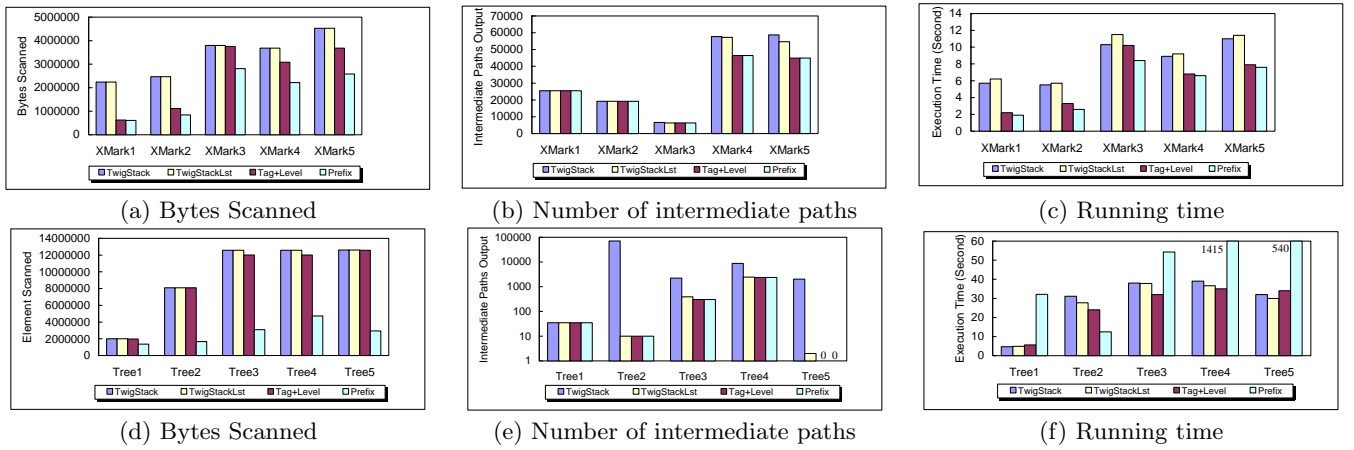 Bytes Scanned
5000000
4000000
3000000
2000000
1000000
0
XMark1 XMark2 XMark3 XMark4 XMark5
TwigStack TwigStackLst Tag+Level Prefix
(a) Bytes Scanned
Intermediate Paths Output
70000
60000
50000
40000
30000
20000
10000
0
XMark1 XMark2 XMark3 XMark4 XMark5
TwigStack TwigStackLst Tag+Level Prefix
(b) Number of intermediate paths
Execution Time (Second)
14
12
10
8
6
4
2
0
XMark1 XMark2 XMark3 XMark4 XMark5
TwigStack TwigStackLst Tag+Level Prefix
(c) Running time
Element Scanned
14000000
12000000
10000000
8000000
6000000
4000000
2000000
0
Tree1 Tree2 Tree3 Tree4 Tree5
TwigStack TwigStackLst Tag+Level Prefix
(d) Bytes Scanned
Intermediate Paths Output
100000
10000
1000
100
10
1
0 0
Tree1 Tree2 Tree3 Tree4 Tree5
TwigStack TwigStackLst Tag+Level Prefix
(e) Number of intermediate paths
Execution Time (Second)
60
50
40
30
20
10
0
1415 540
Tree1 Tree2 Tree3 Tree4 Tree5
TwigStack TwigStackLst Tag+Level Prefix
(f) Running time